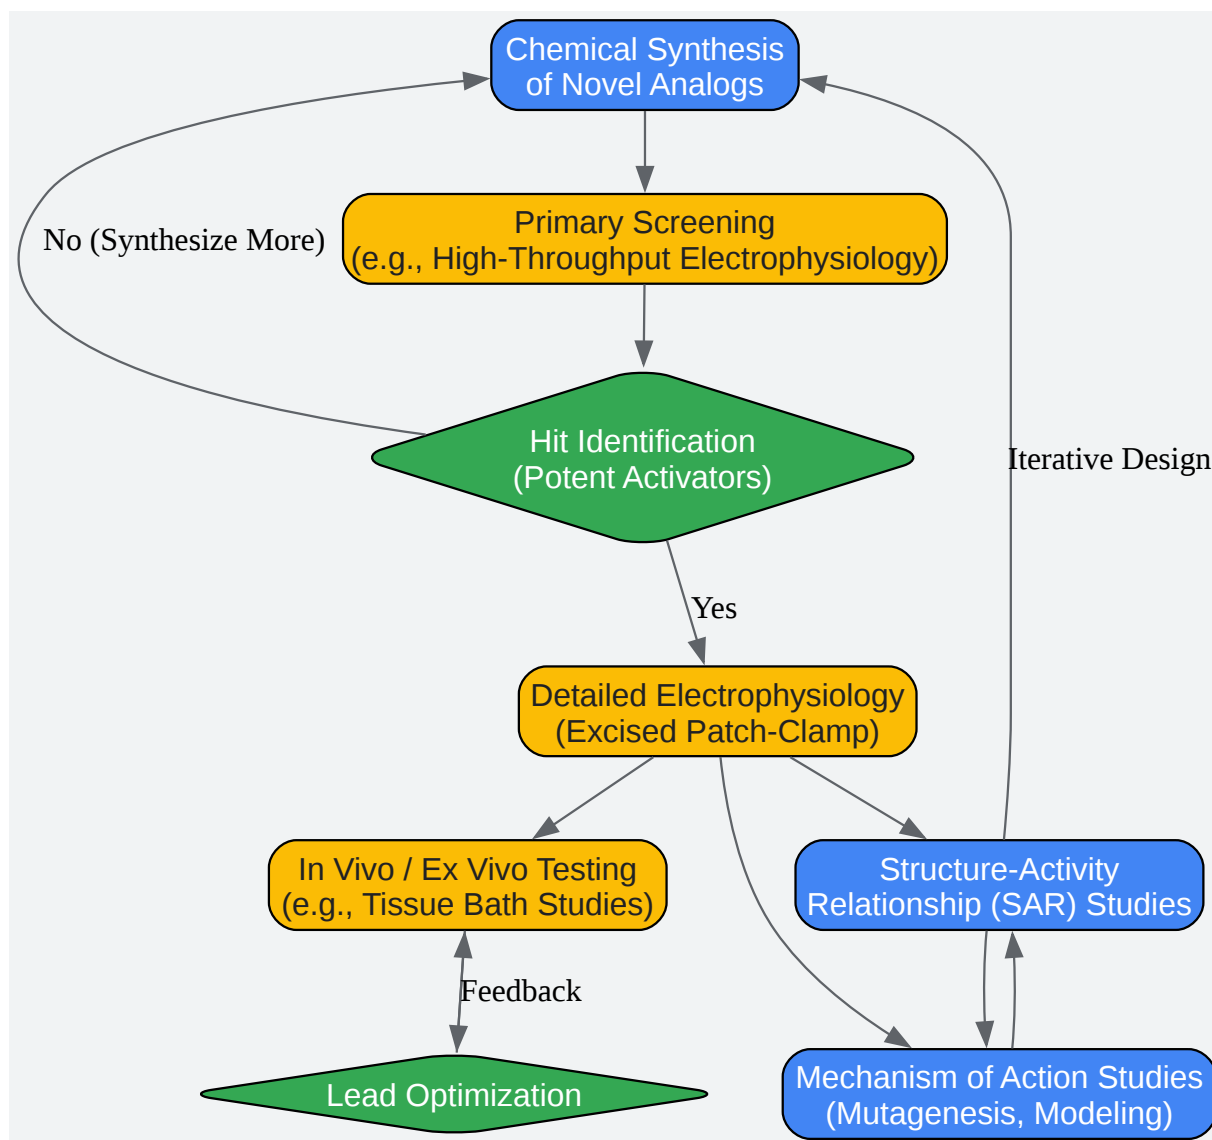 Chemical Synthesis
of Novel Analogs
No (Synthesize More)
Primary Screening
(e.g., High-Throughput Electrophysiology)
Hit Identification
(Potent Activators)
Iterative Design
Yes
Detailed Electrophysiology
(Excised Patch-Clamp)
In Vivo / Ex Vivo Testing
(e.g., Tissue Bath Studies)
Structure-Activity
Relationship (SAR) Studies
Feedback
Lead Optimization
Mechanism of Action Studies
(Mutagenesis, Modeling)